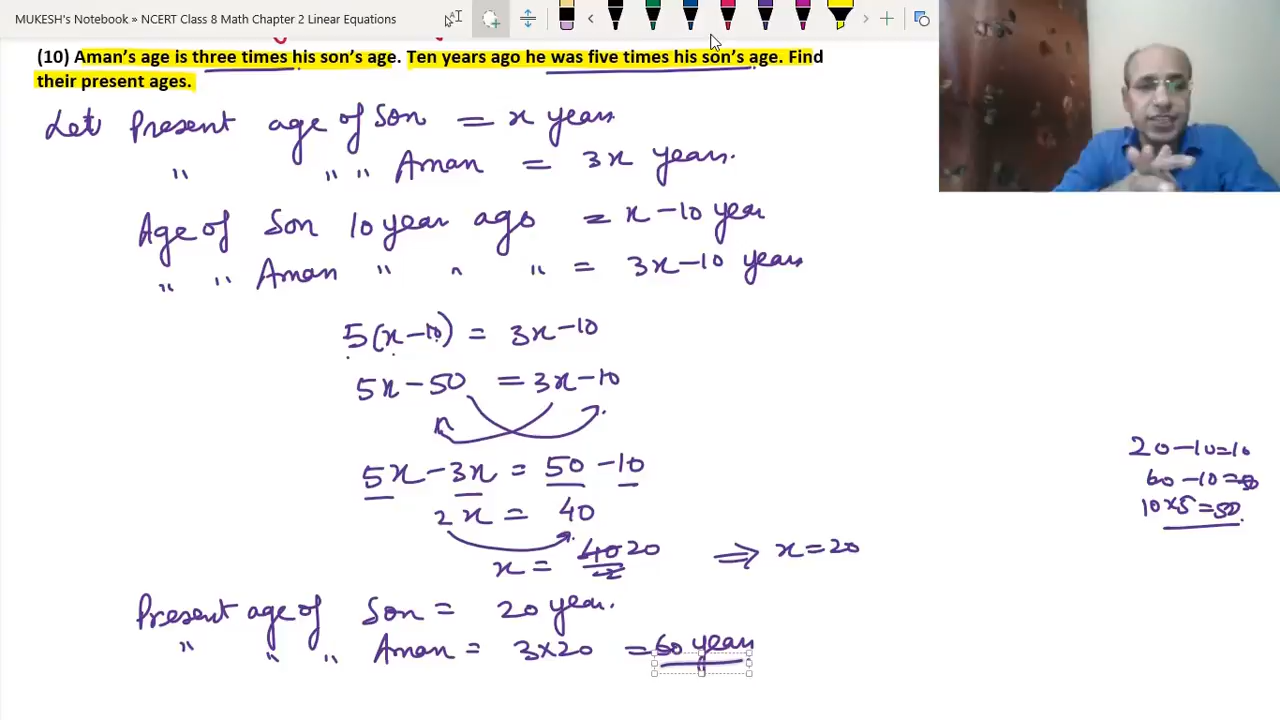 MUKESH's Notebook » NCERT Class 8 Math Chapter 2 Linear Equations
(10) Aman's age is three times his son's age. Ten years ago he was five times his son's age. Find
their present ages.
Let Present age of Son = x years
" " " Aman = 3x years.
Age of Son 10 year ago = x-10 year
" " Aman " " " = 3x-10 years
5(x-10) = 3x-10
5x-50 = 3x-10
5x-3x = 50-10
20-10=10
60-10=50
10×5=50.
2x = 40
x = 40/2 20 ⇒ x=20
Present age of Son = 20 year.
" " " Aman = 3×20 = 60 years